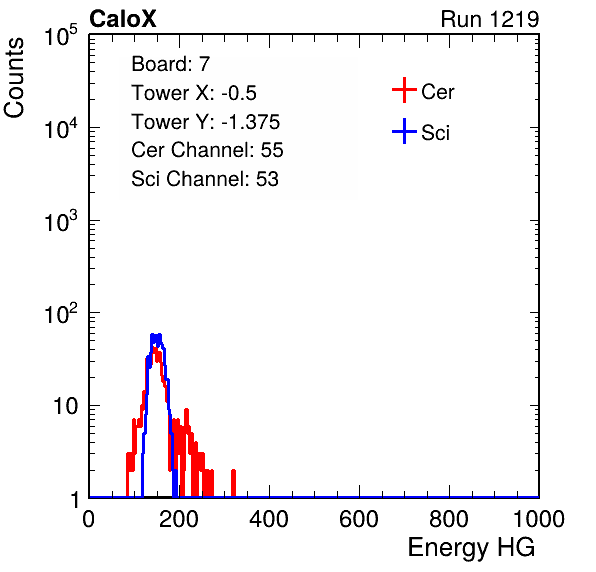 CaloX Run 1219
Counts
10^5
10^4
10^3
10^2
10
1
Board: 7
Tower X: -0.5
Tower Y: -1.375
Cer Channel: 55
Sci Channel: 53
Cer
Sci
0 200 400 600 800 1000
Energy HG